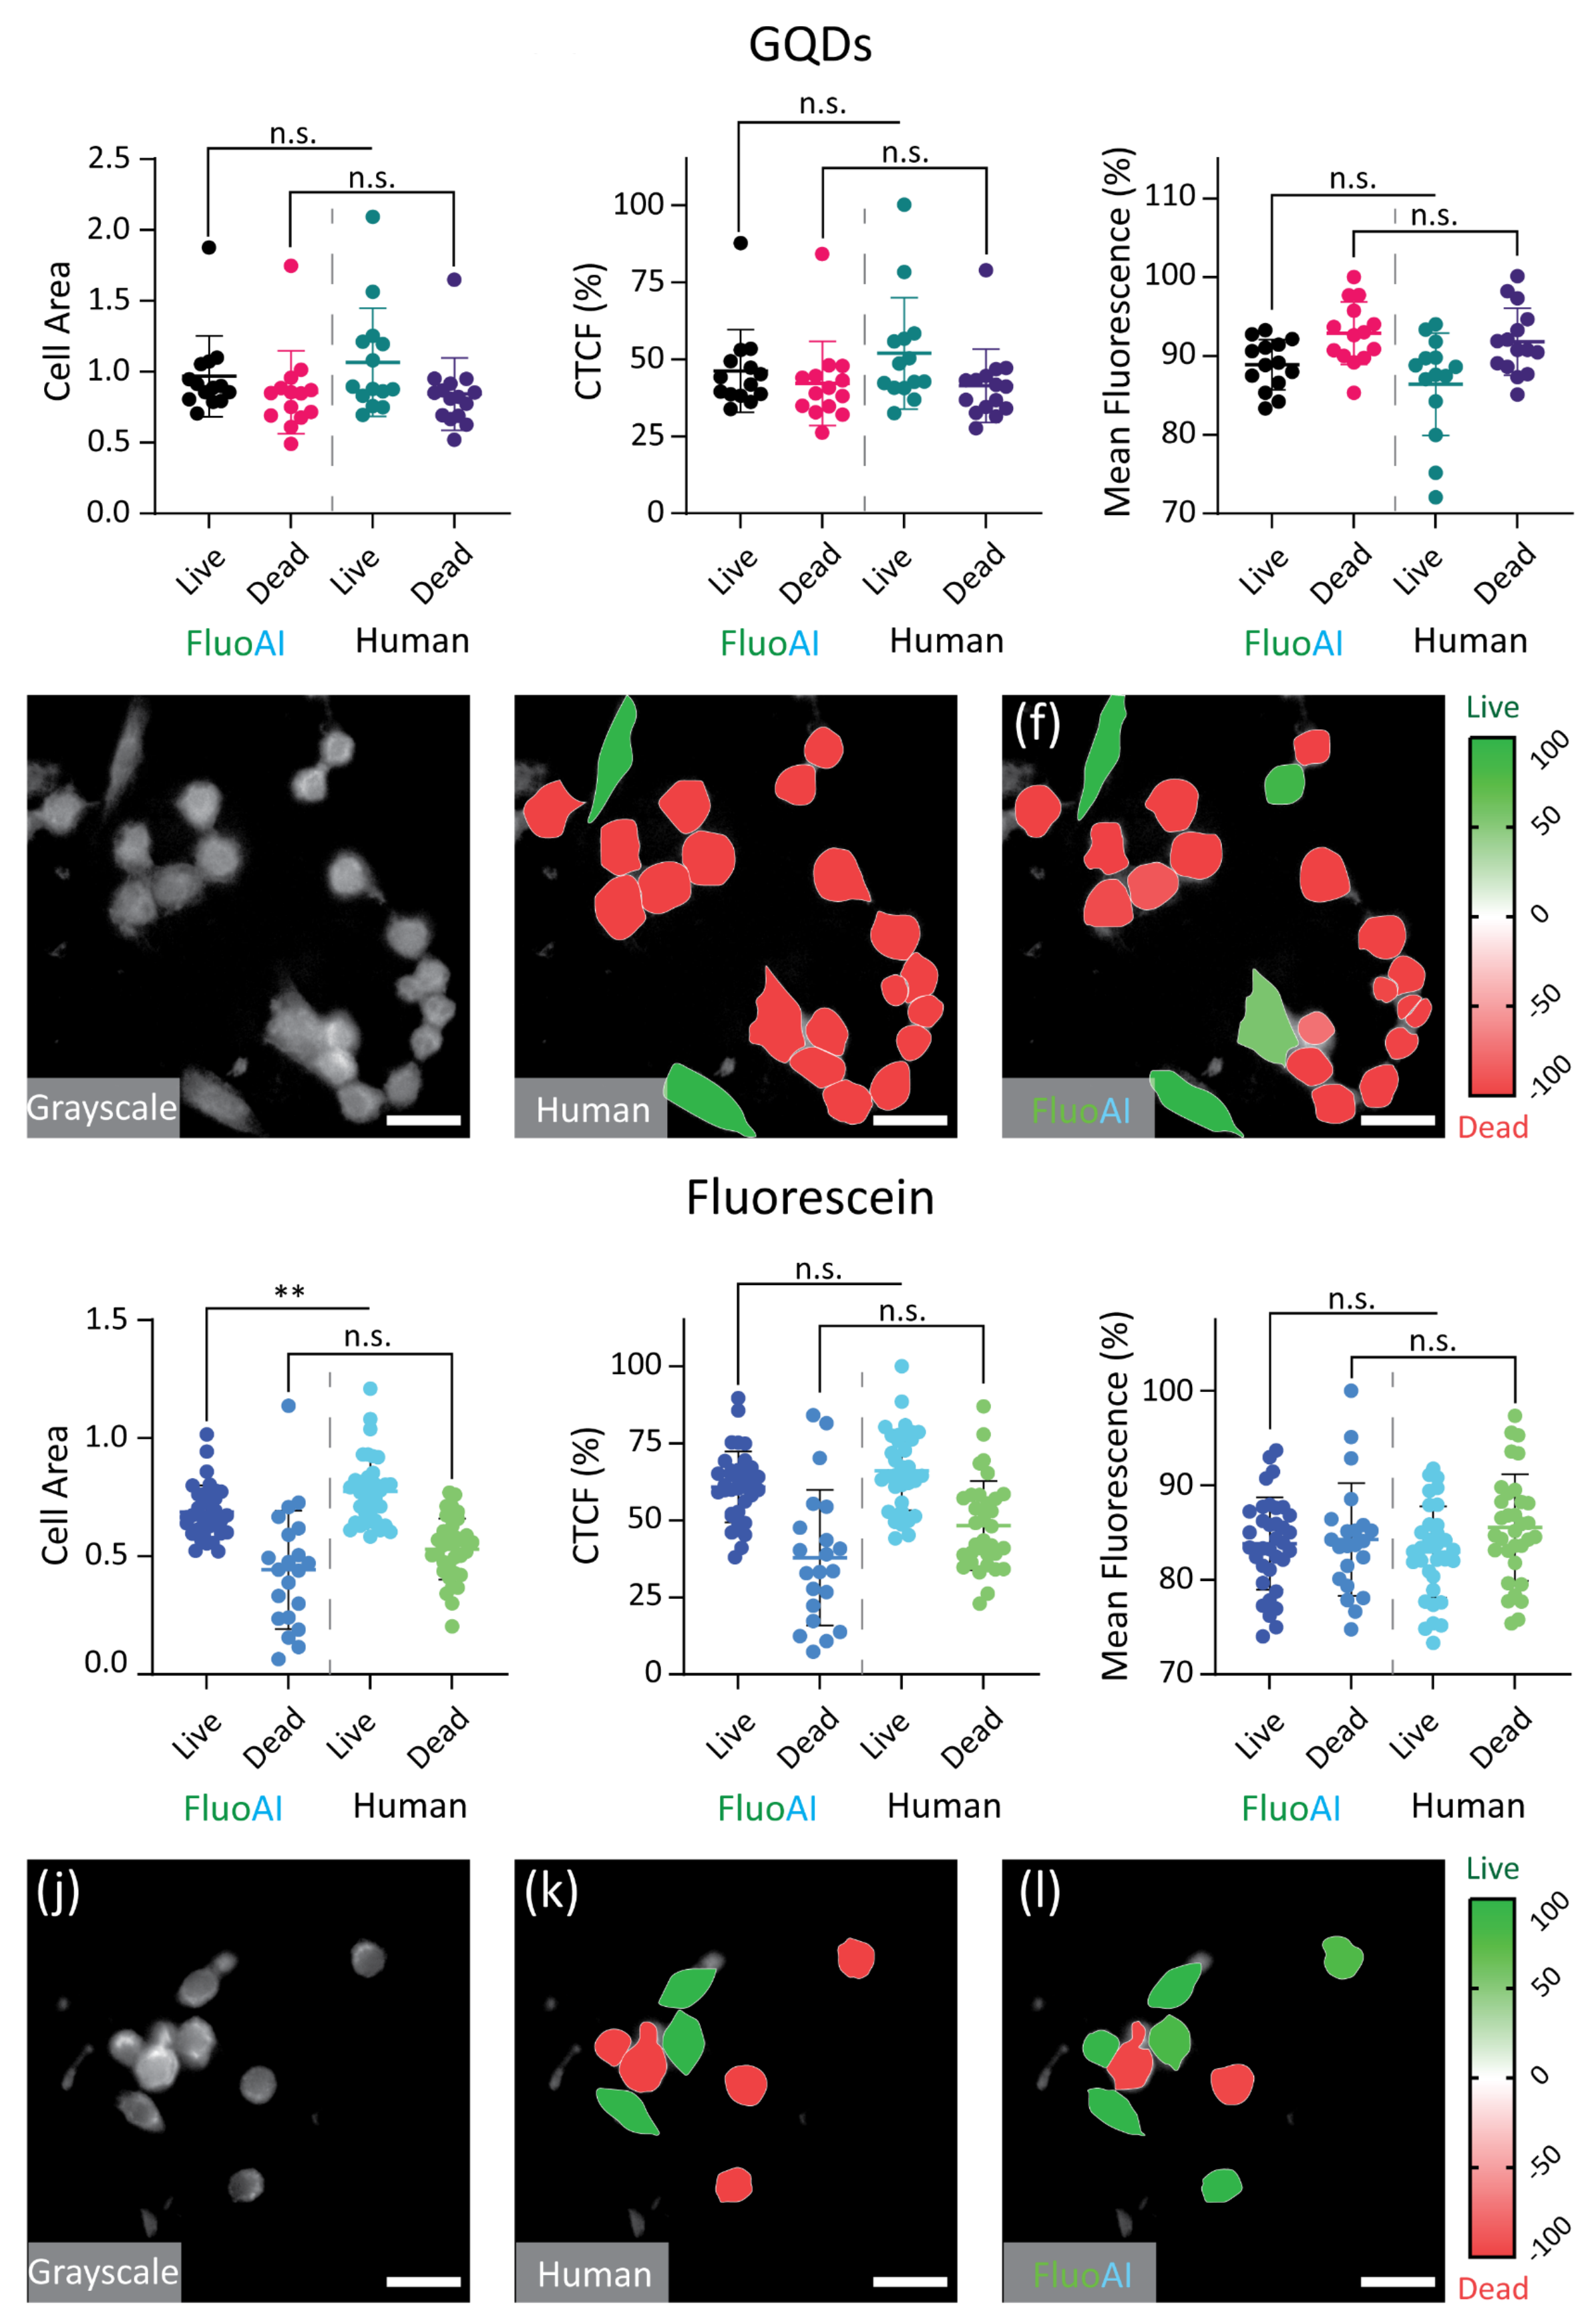 GQDs
n.s.
n.s.
2.5
2.0
1.5
1.0
0.5
0.0
Cell Area
Live
Dead
Live
Dead
FluoAI
Human
n.s.
n.s.
100
75
50
25
0
CTCF (%)
Live
Dead
Live
Dead
FluoAI
Human
n.s.
n.s.
110
100
90
80
70
Mean Fluorescence (%)
Live
Dead
Live
Dead
FluoAI
Human
Grayscale
Human
(f)
FluoAI
Live
100
50
0
-50
-100
Dead
Fluorescein
**
n.s.
1.5
1.0
0.5
0.0
Cell Area
Live
Dead
Live
Dead
FluoAI
Human
n.s.
n.s.
100
75
50
25
0
CTCF (%)
Live
Dead
Live
Dead
FluoAI
Human
n.s.
n.s.
100
90
80
70
Mean Fluorescence (%)
Live
Dead
Live
Dead
FluoAI
Human
(j)
Grayscale
(k)
Human
(l)
FluoAI
Live
100
50
0
-50
-100
Dead